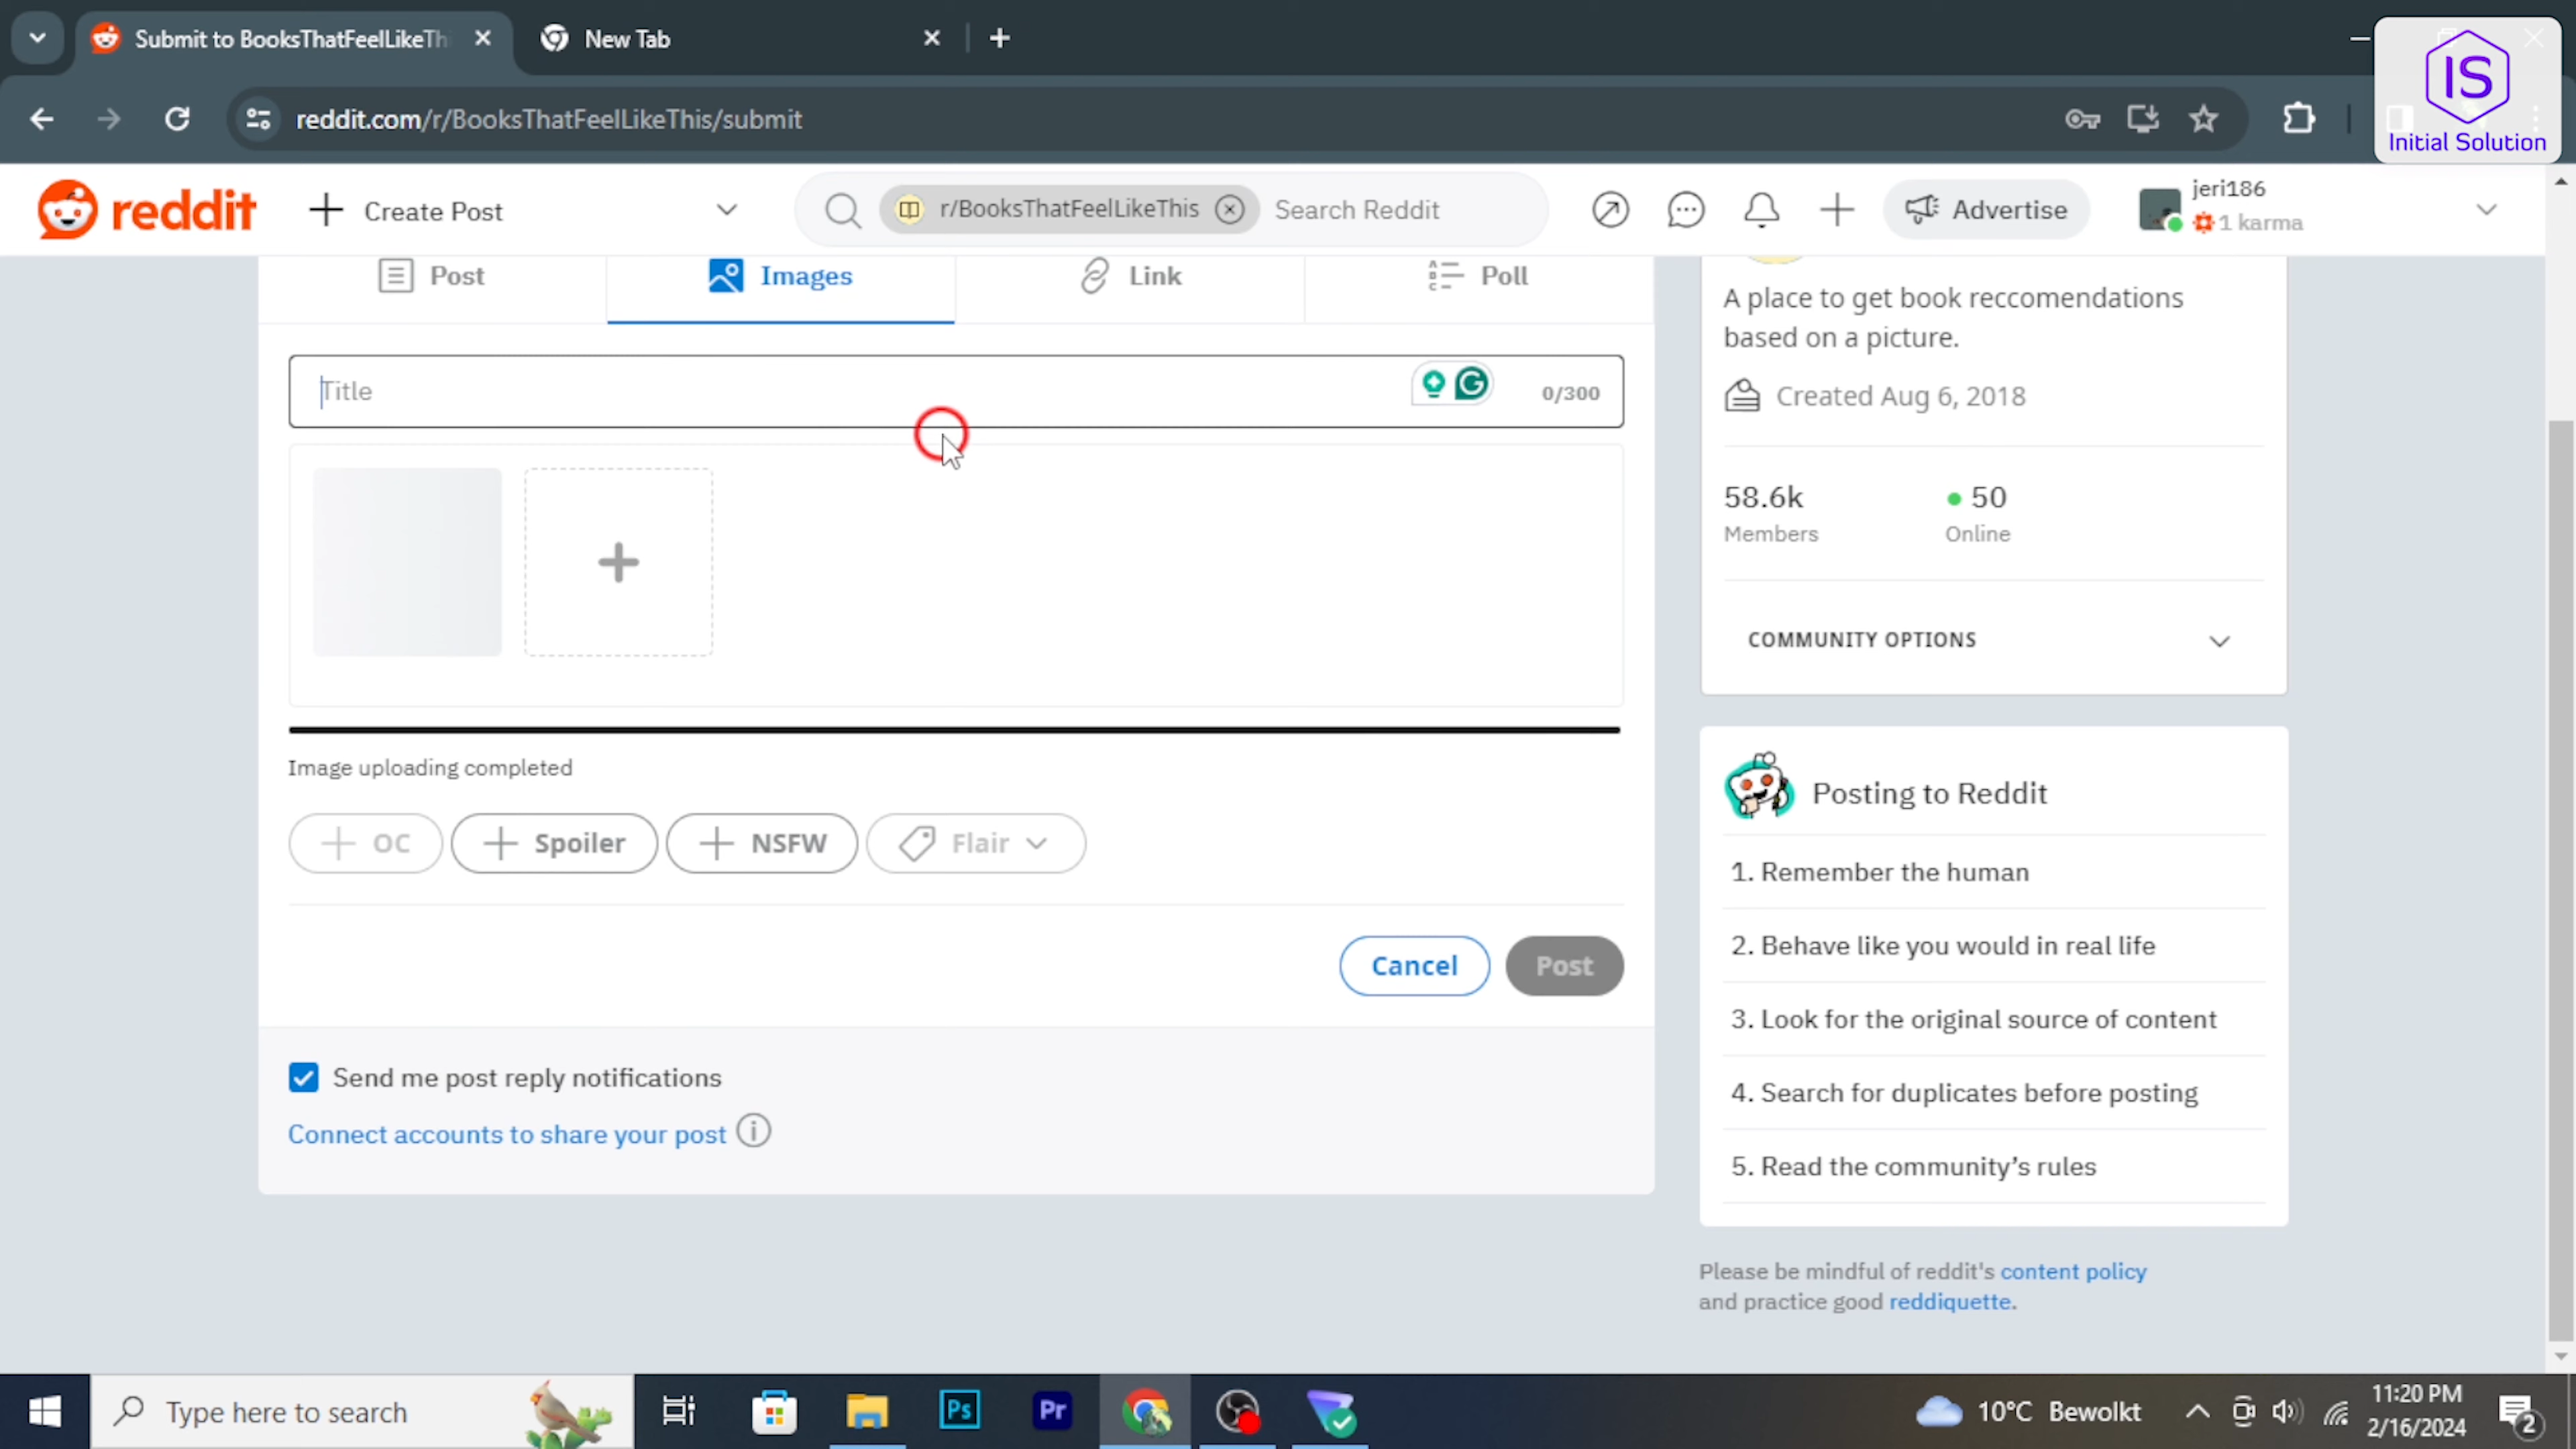 Submit to BooksThatFeelLikeThi
New Tab
IS
Initial Solution
reddit.com/r/BooksThatFeelLikeThis/submit
reddit
Create Post
r/BooksThatFeelLikeThis
Search Reddit
Advertise
jeri186
1 karma
Post
Images
Link
Poll
Title
0/300
Image uploading completed
OC
Spoiler
NSFW
Flair
Cancel
Post
Send me post reply notifications
Connect accounts to share your post
A place to get book reccomendations
based on a picture.
Created Aug 6, 2018
58.6k
Members
50
Online
COMMUNITY OPTIONS
Posting to Reddit
1. Remember the human
2. Behave like you would in real life
3. Look for the original source of content
4. Search for duplicates before posting
5. Read the community's rules
Please be mindful of reddit's content policy
and practice good reddiquette.
Type here to search
Ps
Pr
10°C Bewolkt
11:20 PM
2/16/2024
2